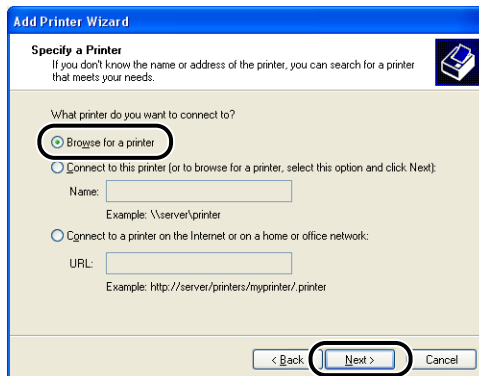 Add Printer Wizard
Specify a Printer
If you don't know the name or address of the printer, you can search for a printer
that meets your needs.
What printer do you want to connect to?
Browse for a printer
Connect to this printer (or to browse for a printer, select this option and click Next):
Name:
Example: \\server\printer
Connect to a printer on the Internet or on a home or office network:
URL:
Example: http://server/printers/myprinter/.printer
< Back Next > Cancel